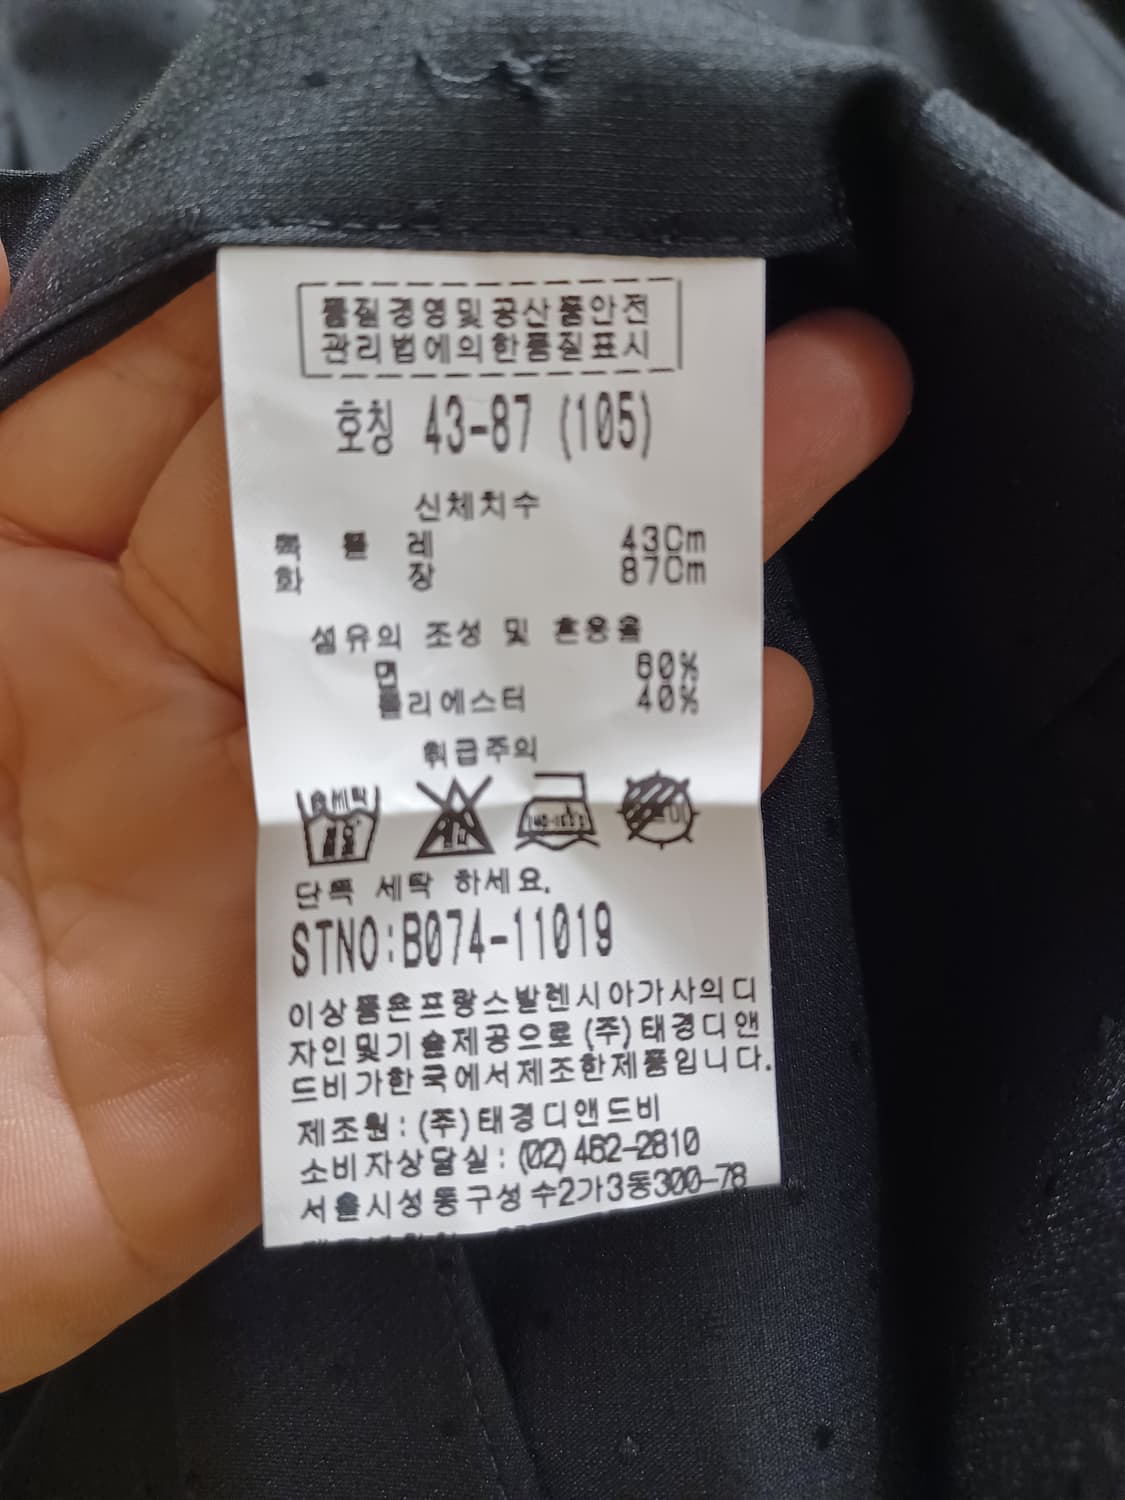 품질경영및공산품안전
관리법에의한품질표시
호칭 43-87 (105)
신체치수
목 둘 레 43Cm
화 장 87Cm
섬유의 조성 및 혼용율
면 60%
폴리에스터 40%
취급주의
단독 세탁 하세요.
STNO:B074-11019
이상품은프랑스발렌시아가사의디
자인및기술제공으로(주)태경디앤
드비가한국에서제조한제품입니다.
제조원:(주)태경디앤드비
소비자상담실:(02)462-2810
서울시성동구성수2가3동300-78